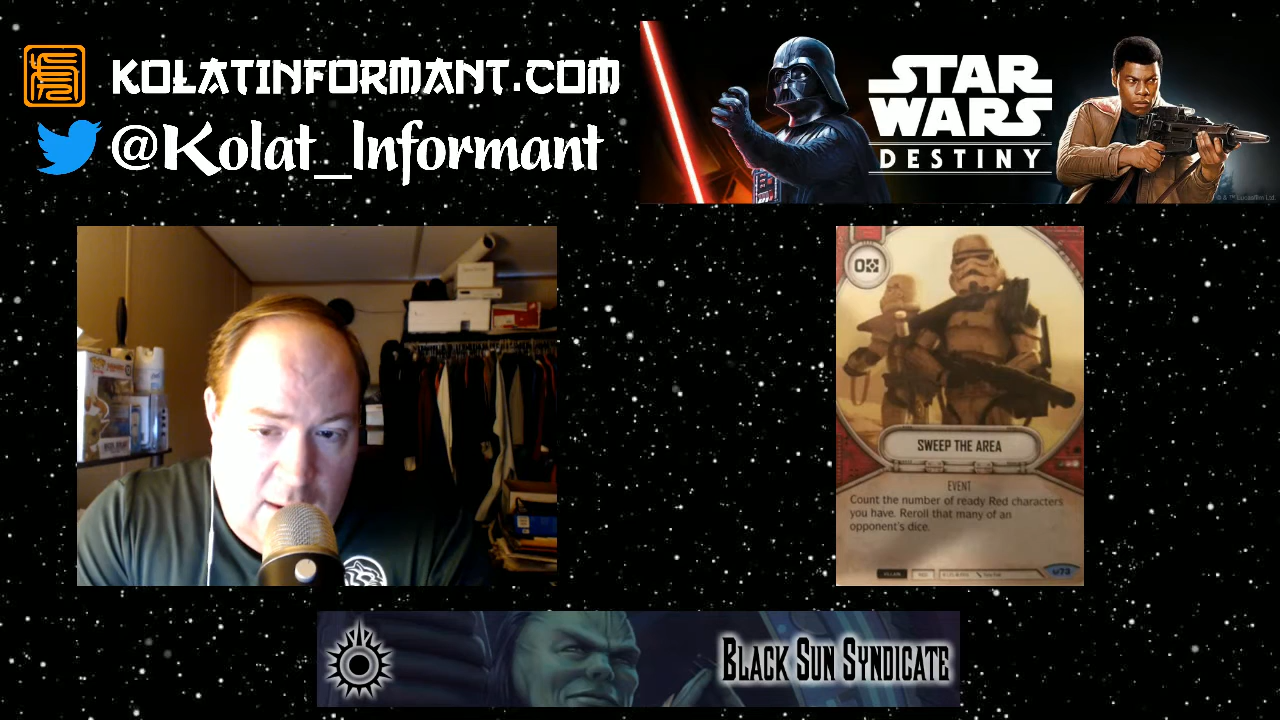 KOLATINFORMANT.COM
@Kolat_Informant
STAR
WARS
DESTINY
0
SWEEP THE AREA
EVENT
Count the number of ready Red characters
you have. Reroll that many of an
opponent's dice.
BLACK SUN SYNDICATE